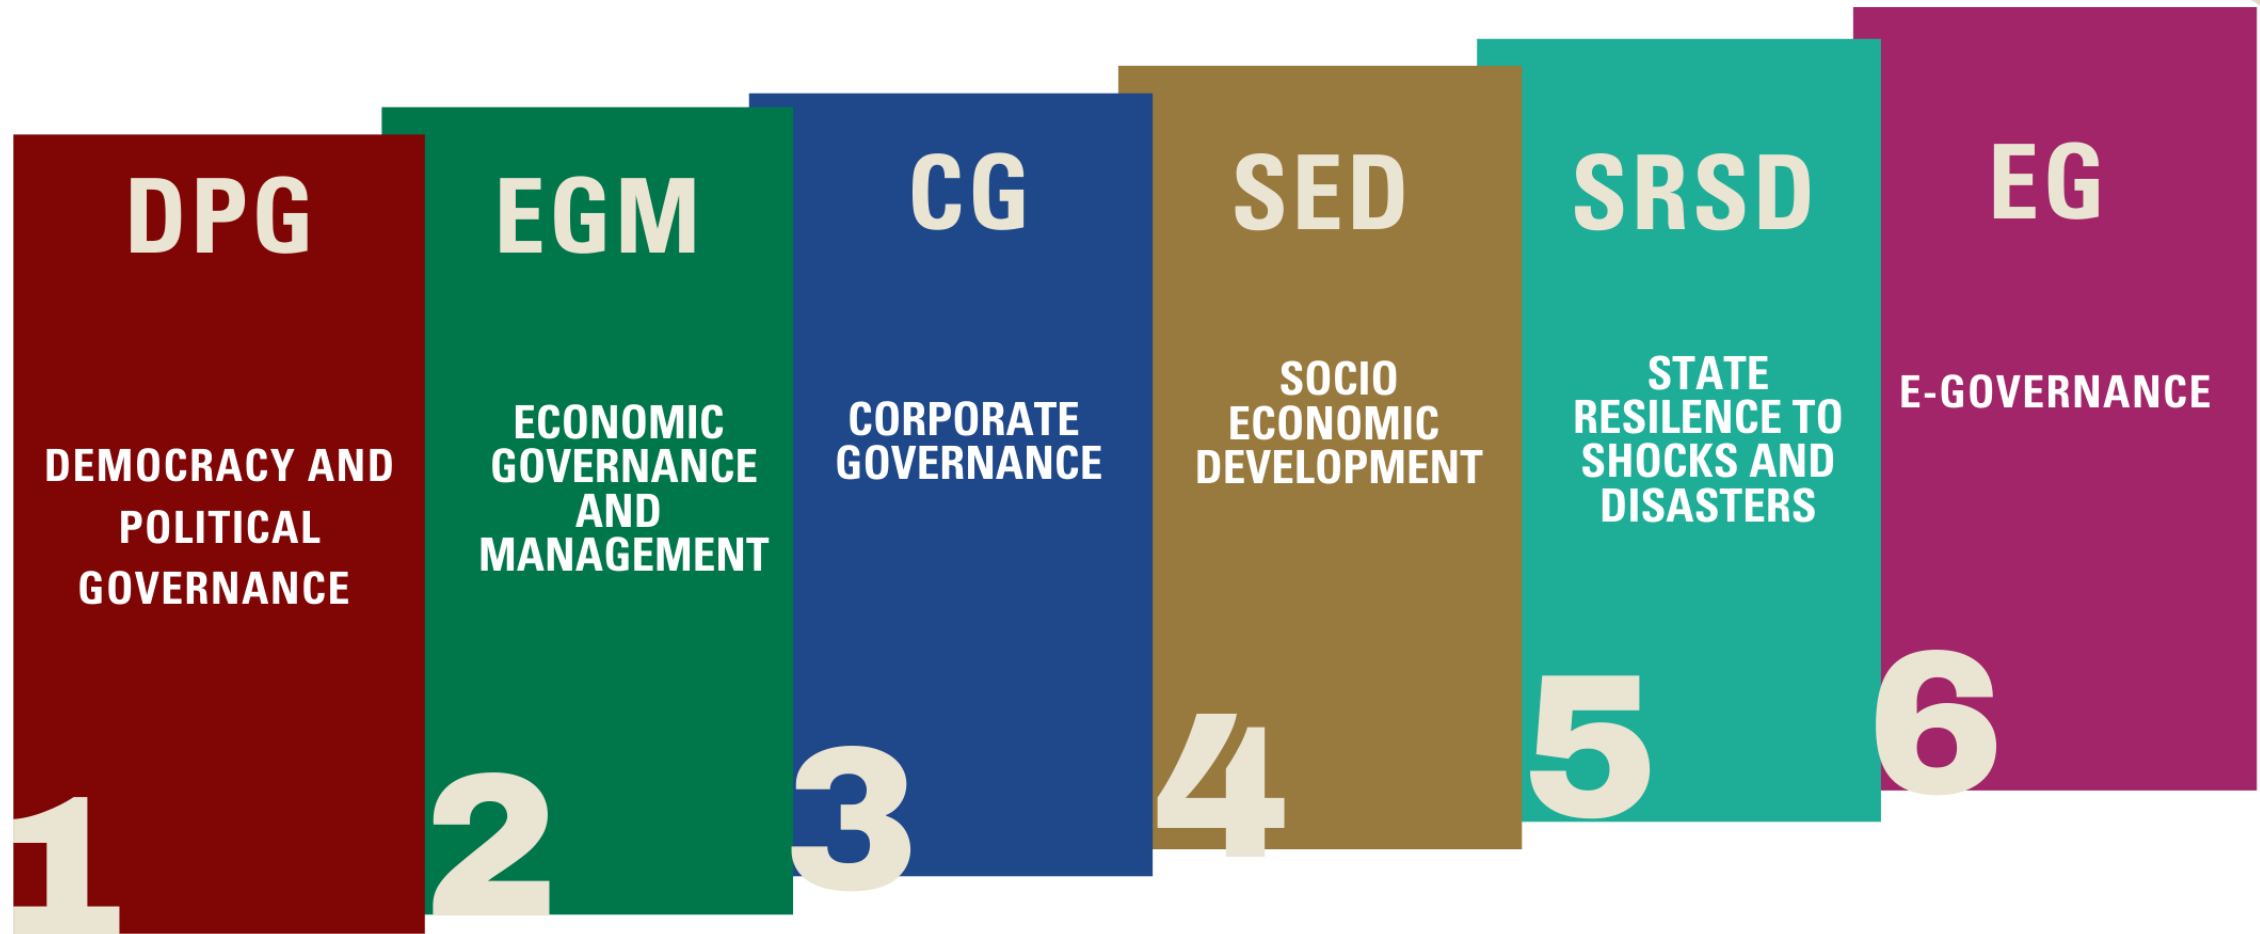 DPG
DEMOCRACY AND
POLITICAL
GOVERNANCE
1
EGM
ECONOMIC
GOVERNANCE
AND
MANAGEMENT
2
CG
CORPORATE
GOVERNANCE
3
SED
SOCIO
ECONOMIC
DEVELOPMENT
4
SRSD
STATE
RESILENCE TO
SHOCKS AND
DISASTERS
5
EG
E-GOVERNANCE
6